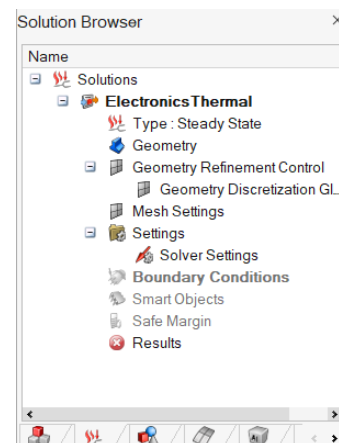 Solution Browser
Name
Solutions
ElectronicsThermal
Type : Steady State
Geometry
Geometry Refinement Control
Geometry Discretization Gl...
Mesh Settings
Settings
Solver Settings
Boundary Conditions
Smart Objects
Safe Margin
Results